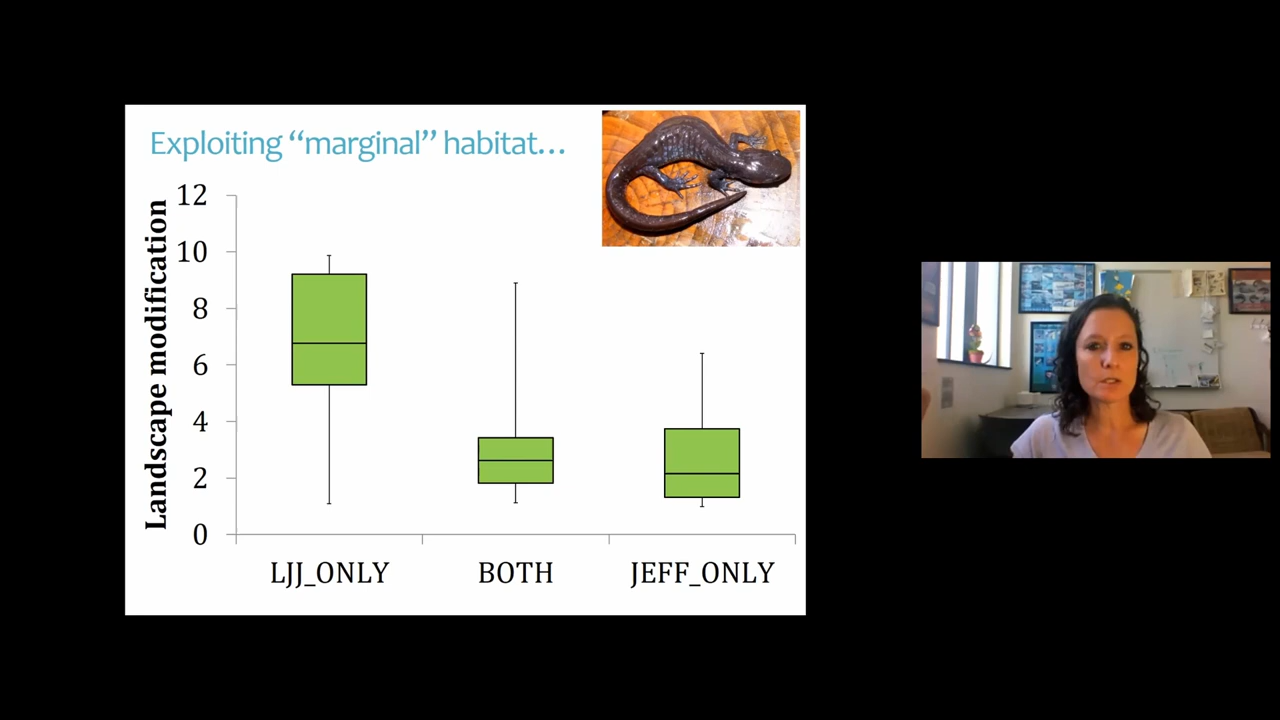 Exploiting “marginal” habitat…
Landscape modification
12
10
8
6
4
2
0
LJJ_ONLY BOTH JEFF_ONLY